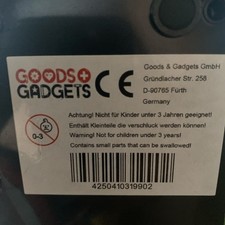 GOODS+
GADGETS
CE
Goods & Gadgets GmbH
Gründlacher Str. 258
D-90765 Fürth
Germany
0-3
Achtung! Nicht für Kinder unter 3 Jahren geeignet!
Enthält Kleinteile die verschluck werden können!
Warning! Not for children under 3 years!
Contains small parts that can be swallowed!
4250410319902